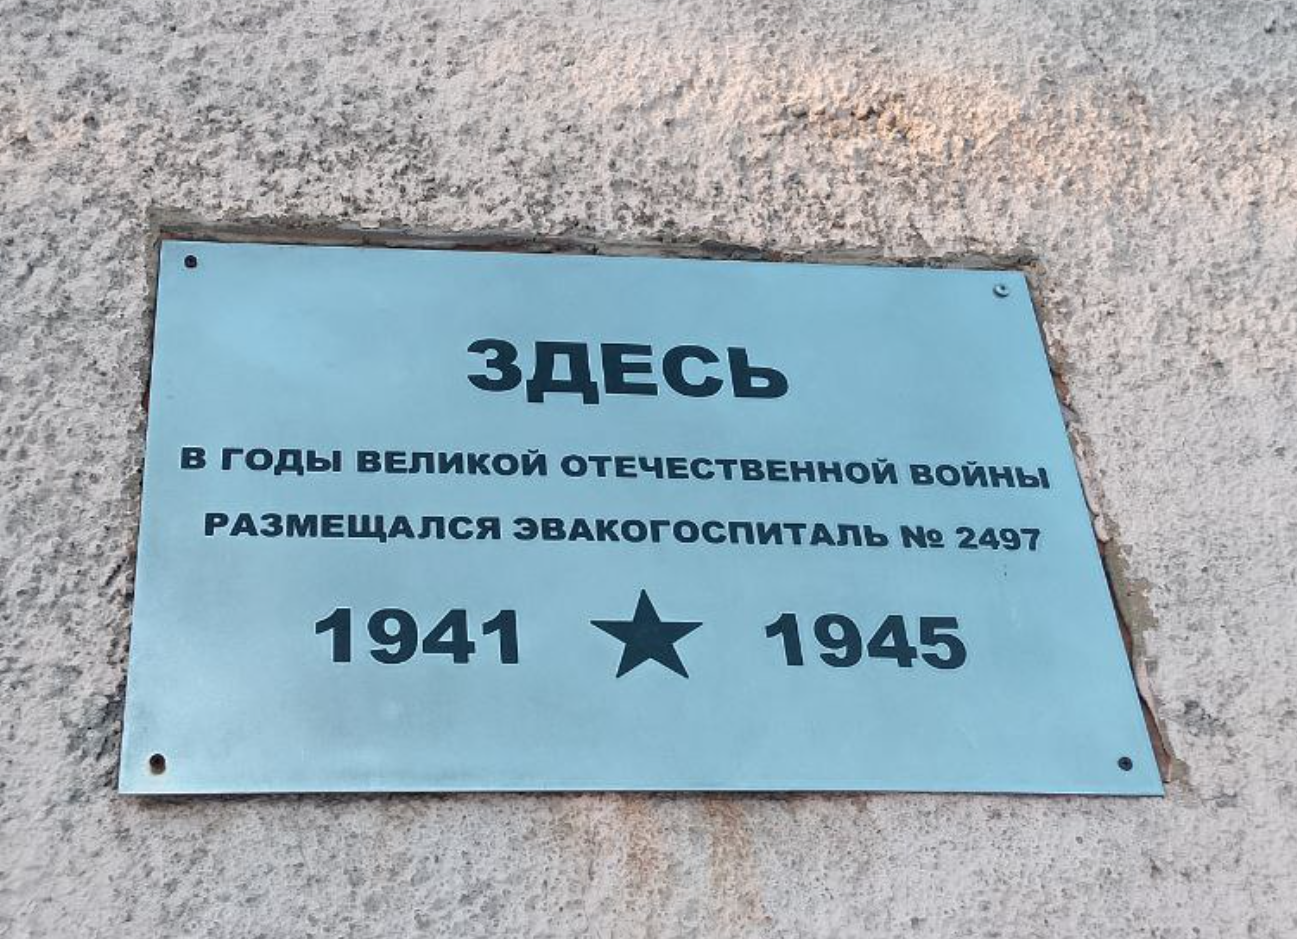 ЗДЕСЬ
В ГОДЫ ВЕЛИКОЙ ОТЕЧЕСТВЕННОЙ ВОЙНЫ
РАЗМЕЩАЛСЯ ЭВАКОГОСПИТАЛЬ № 2497
1941 ★ 1945